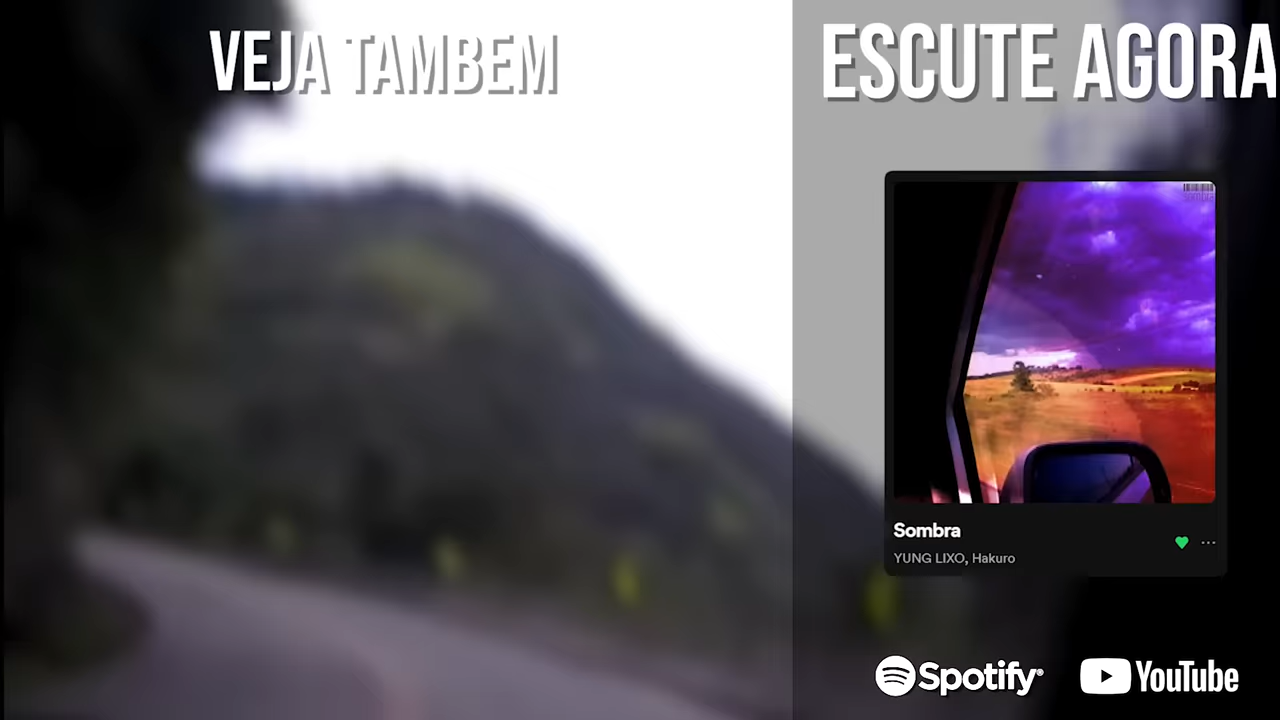 VEJA TAMBEM
ESCUTE AGORA
Sombra
YUNG LIXO, Hakuro
Spotify
YouTube